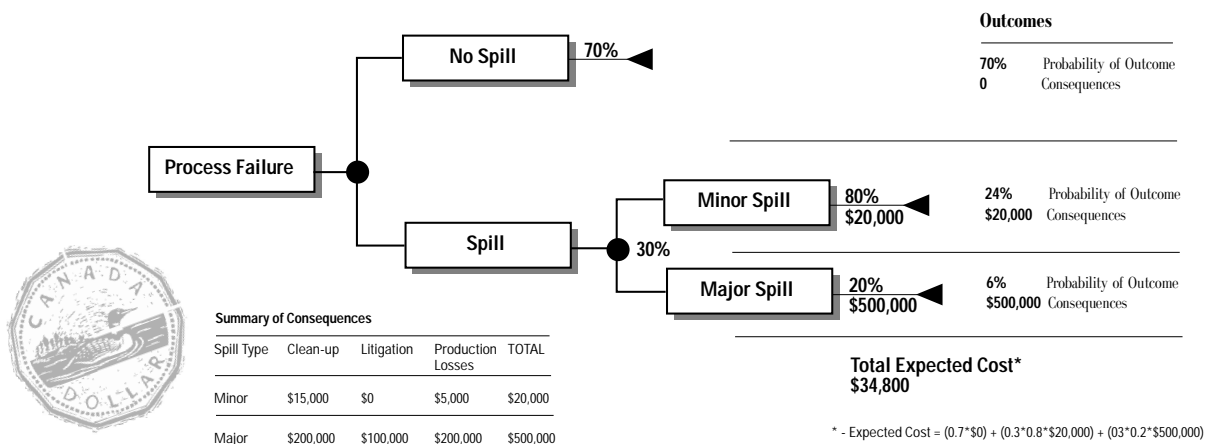 Outcomes
No Spill
70%
70% Probability of Outcome
0 Consequences
Process Failure
Minor Spill
80%
$20,000
24% Probability of Outcome
$20,000 Consequences
Spill
30%
Major Spill
20%
$500,000
6% Probability of Outcome
$500,000 Consequences
CANADA
DOLLAR
Summary of Consequences
Spill Type Clean-up Litigation Production Losses TOTAL
Minor $15,000 $0 $5,000 $20,000
Major $200,000 $100,000 $200,000 $500,000
Total Expected Cost*
$34,800
* - Expected Cost = (0.7*$0) + (0.3*0.8*$20,000) + (03*0.2*$500,000)